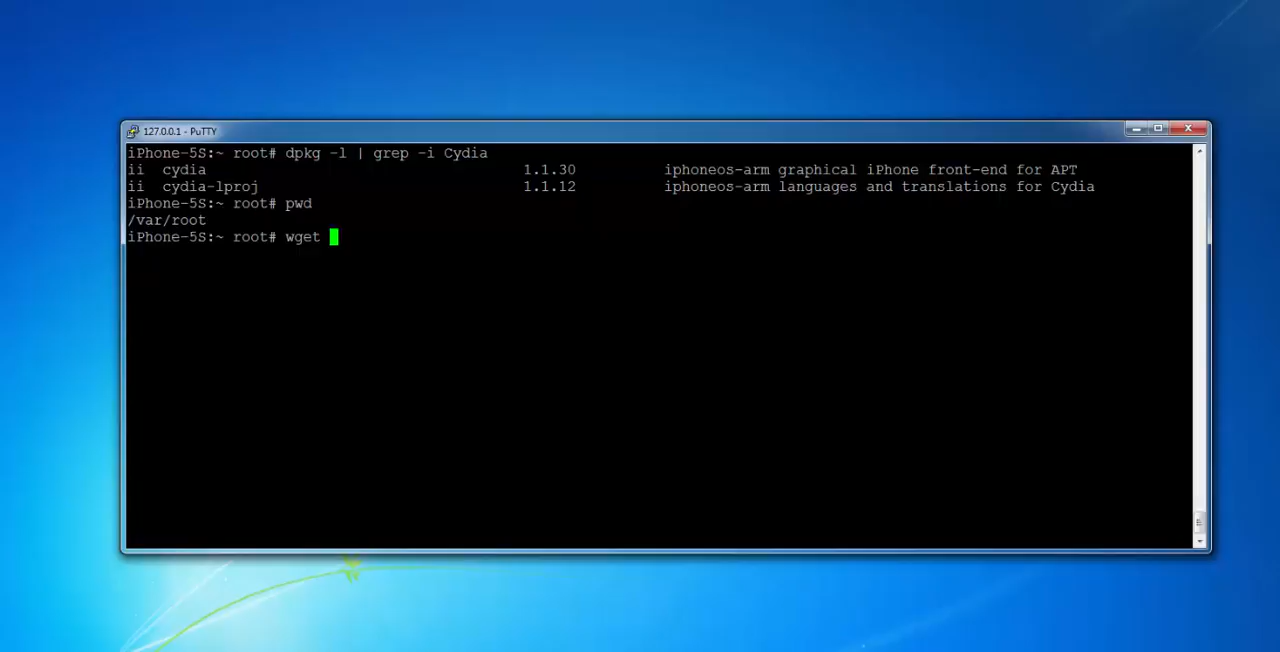 127.0.0.1 - PuTTY
iPhone-5S:~ root# dpkg -l | grep -i Cydia
ii  cydia                                    1.1.30          iphoneos-arm graphical iPhone front-end for APT
ii  cydia-lproj                              1.1.12          iphoneos-arm languages and translations for Cydia
iPhone-5S:~ root# pwd
/var/root
iPhone-5S:~ root# wget